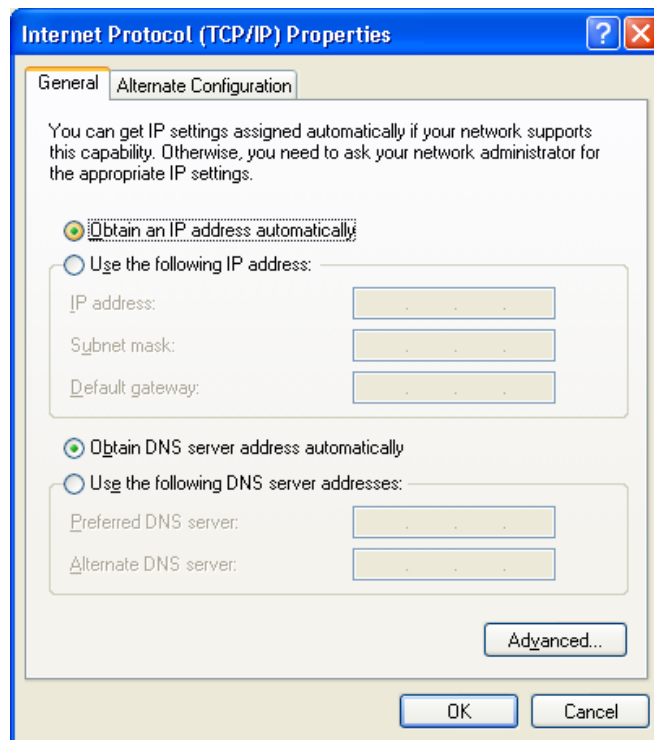 Internet Protocol (TCP/IP) Properties
General
Alternate Configuration
You can get IP settings assigned automatically if your network supports
this capability. Otherwise, you need to ask your network administrator for
the appropriate IP settings.
Obtain an IP address automatically
Use the following IP address:
IP address:
Subnet mask:
Default gateway:
Obtain DNS server address automatically
Use the following DNS server addresses:
Preferred DNS server:
Alternate DNS server:
Advanced...
OK
Cancel